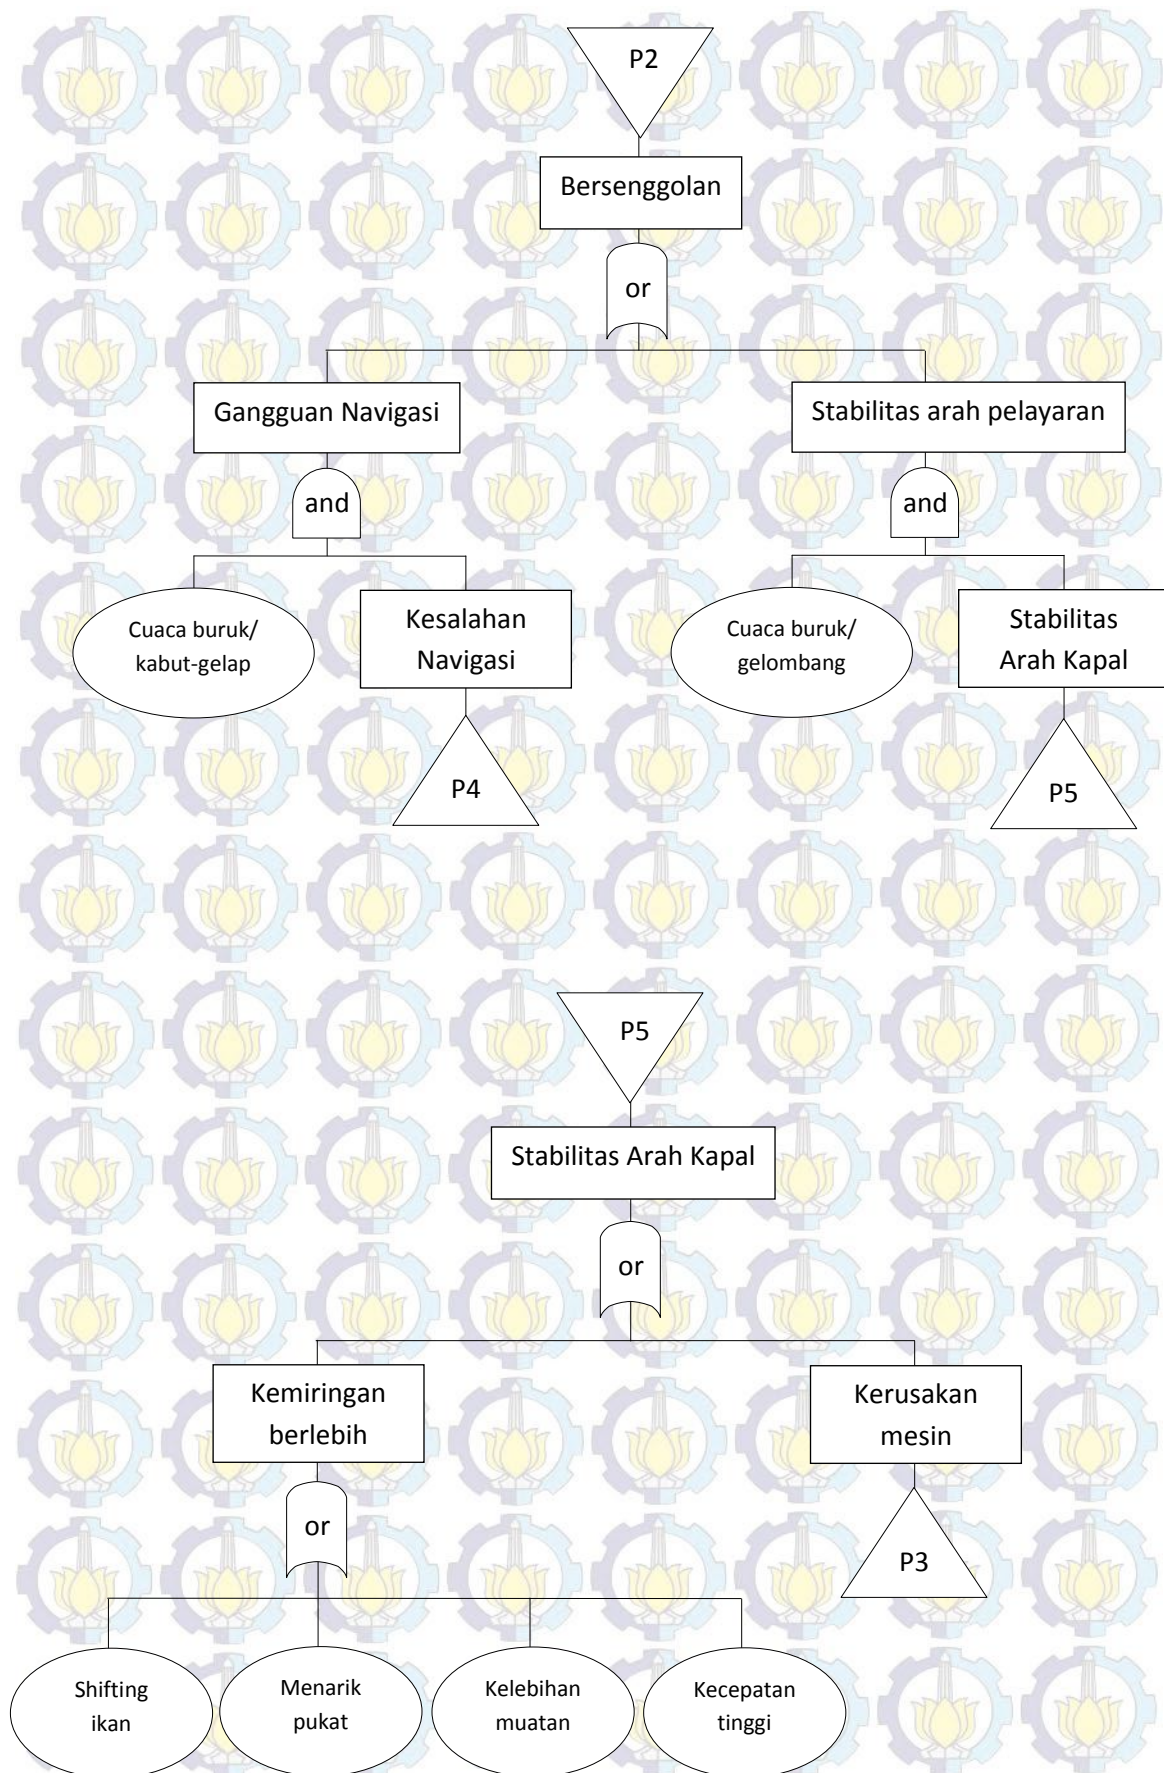 P2
Bersenggolan
or
Gangguan Navigasi
Stabilitas arah pelayaran
and
and
Cuaca buruk/
kabut-gelap
Kesalahan
Navigasi
Cuaca buruk/
gelombang
Stabilitas
Arah Kapal
P4
P5
P5
Stabilitas Arah Kapal
or
Kemiringan
berlebih
Kerusakan
mesin
or
P3
Shifting
ikan
Menarik
pukat
Kelebihan
muatan
Kecepatan
tinggi